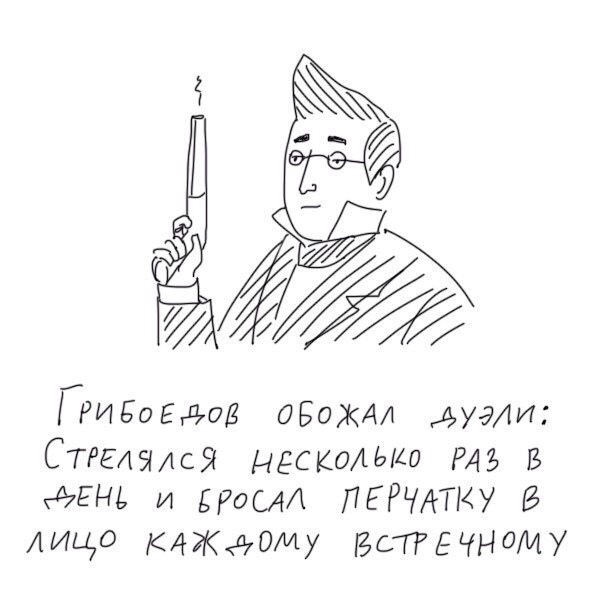 Грибоедов обожал дуэли:
Стрелялся несколько раз в
день и бросал перчатку в
лицо каждому встречному